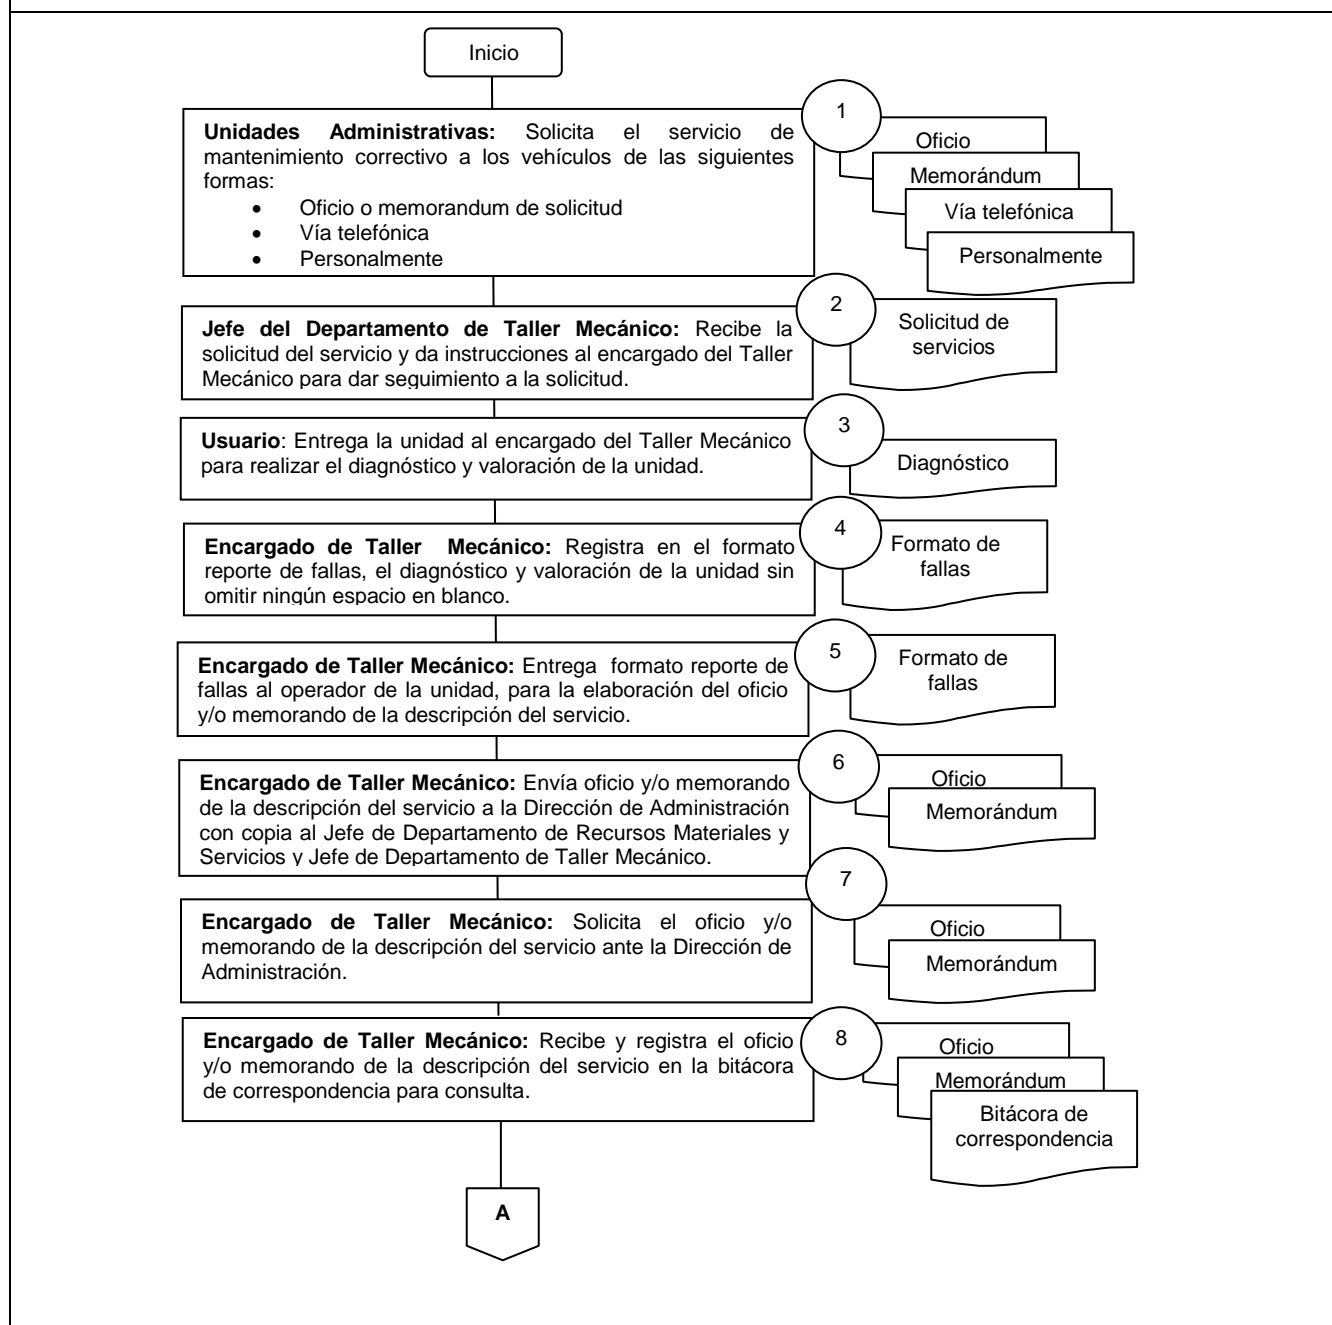 Inicio
1
Unidades Administrativas: Solicita el servicio de
mantenimiento correctivo a los vehículos de las siguientes
formas:
• Oficio o memorandum de solicitud
• Vía telefónica
• Personalmente
Oficio
Memorándum
Vía telefónica
Personalmente
2
Jefe del Departamento de Taller Mecánico: Recibe la
solicitud del servicio y da instrucciones al encargado del Taller
Mecánico para dar seguimiento a la solicitud.
Solicitud de
servicios
3
Usuario: Entrega la unidad al encargado del Taller Mecánico
para realizar el diagnóstico y valoración de la unidad.
Diagnóstico
4
Encargado de Taller Mecánico: Registra en el formato
reporte de fallas, el diagnóstico y valoración de la unidad sin
omitir ningún espacio en blanco.
Formato de
fallas
5
Encargado de Taller Mecánico: Entrega formato reporte de
fallas al operador de la unidad, para la elaboración del oficio
y/o memorando de la descripción del servicio.
Formato de
fallas
6
Encargado de Taller Mecánico: Envía oficio y/o memorando
de la descripción del servicio a la Dirección de Administración
con copia al Jefe de Departamento de Recursos Materiales y
Servicios y Jefe de Departamento de Taller Mecánico.
Oficio
Memorándum
7
Encargado de Taller Mecánico: Solicita el oficio y/o
memorando de la descripción del servicio ante la Dirección de
Administración.
Oficio
Memorándum
8
Encargado de Taller Mecánico: Recibe y registra el oficio
y/o memorando de la descripción del servicio en la bitácora
de correspondencia para consulta.
Oficio
Memorándum
Bitácora de
correspondencia
A